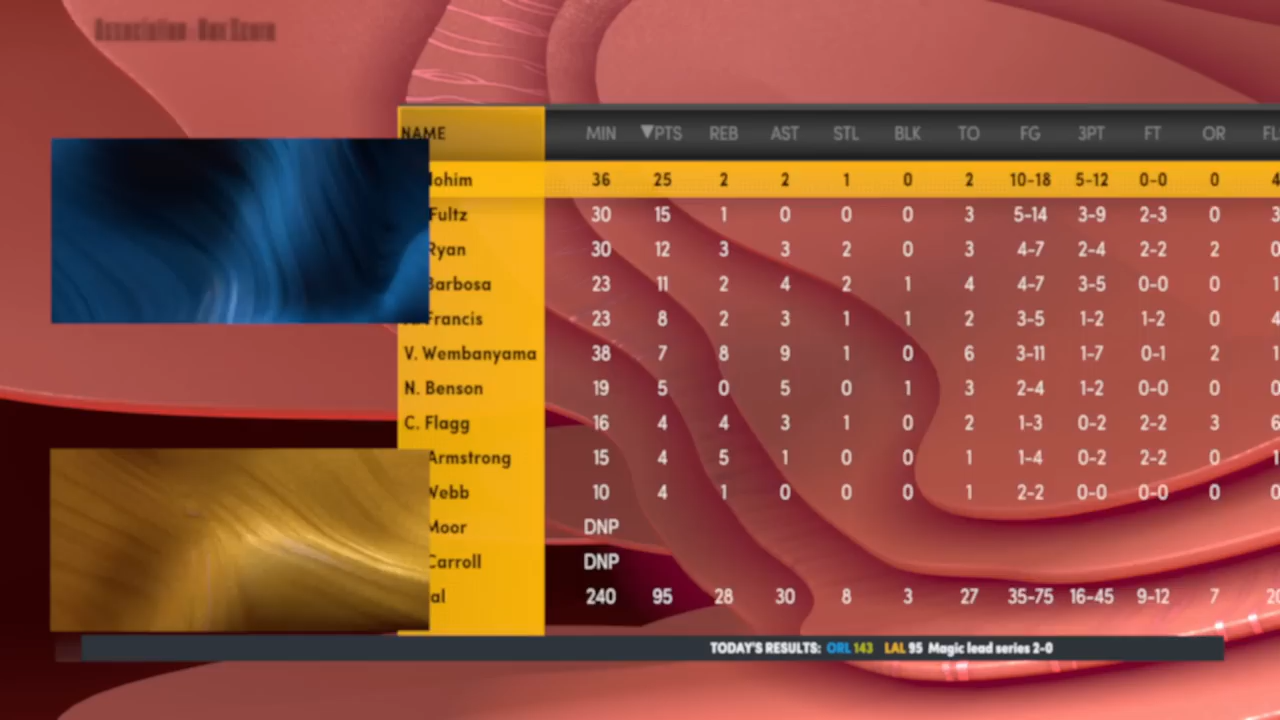 NAME MIN ▼PTS REB AST STL BLK TO FG 3PT FT OR
36 25 2 2 1 0 2 10-18 5-12 0-0 0 4
Fultz 30 15 1 0 0 0 3 5-14 3-9 2-3 0 3
Ryan 30 12 3 3 2 0 3 4-7 2-4 2-2 2 0
Barbosa 23 11 2 4 2 1 4 4-7 3-5 0-0 0 1
Francis 23 8 2 3 1 1 2 3-5 1-2 1-2 0 4
V. Wembanyama 38 7 8 9 1 0 6 3-11 1-7 0-1 2 1
N. Benson 19 5 0 5 0 1 3 2-4 1-2 0-0 0 0
C. Flagg 16 4 4 3 1 0 2 1-3 0-2 2-2 3 6
Armstrong 15 4 5 1 0 0 1 1-4 0-2 2-2 0 1
Webb 10 4 1 0 0 0 1 2-2 0-0 0-0 0 0
Moor DNP
Carroll DNP
240 95 28 30 8 3 27 35-75 16-45 9-12 7
TODAY'S RESULTS: ORL 143 LAL 95 Magic lead series 2-0